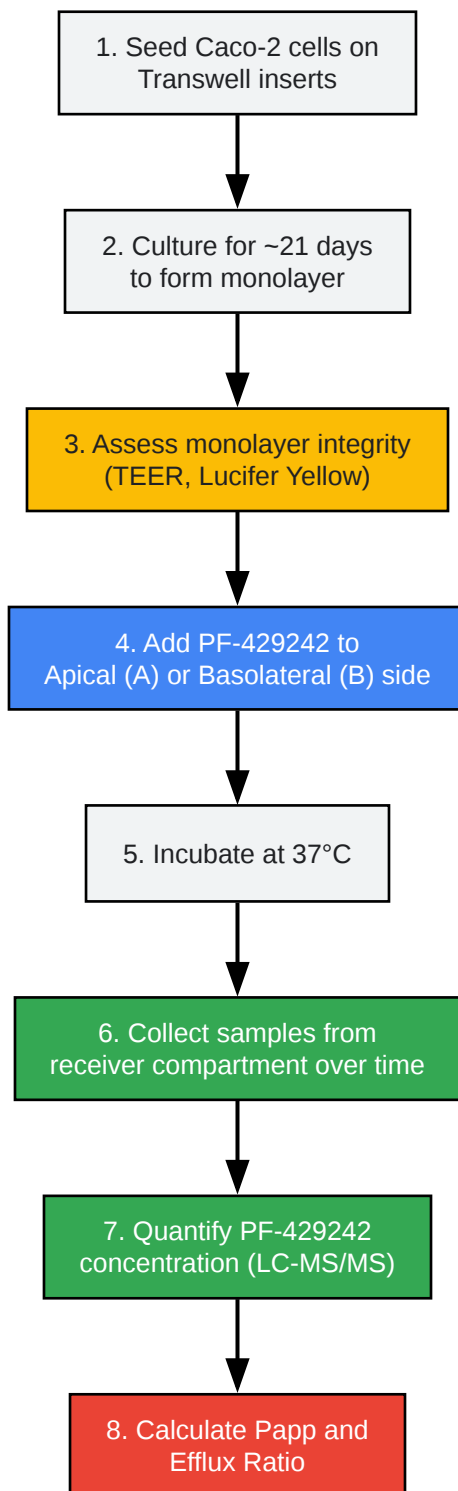 1. Seed Caco-2 cells on
Transwell inserts
2. Culture for ~21 days
to form monolayer
3. Assess monolayer integrity
(TEER, Lucifer Yellow)
4. Add PF-429242 to
Apical (A) or Basolateral (B) side
5. Incubate at 37°C
6. Collect samples from
receiver compartment over time
7. Quantify PF-429242
concentration (LC-MS/MS)
8. Calculate Papp and
Efflux Ratio